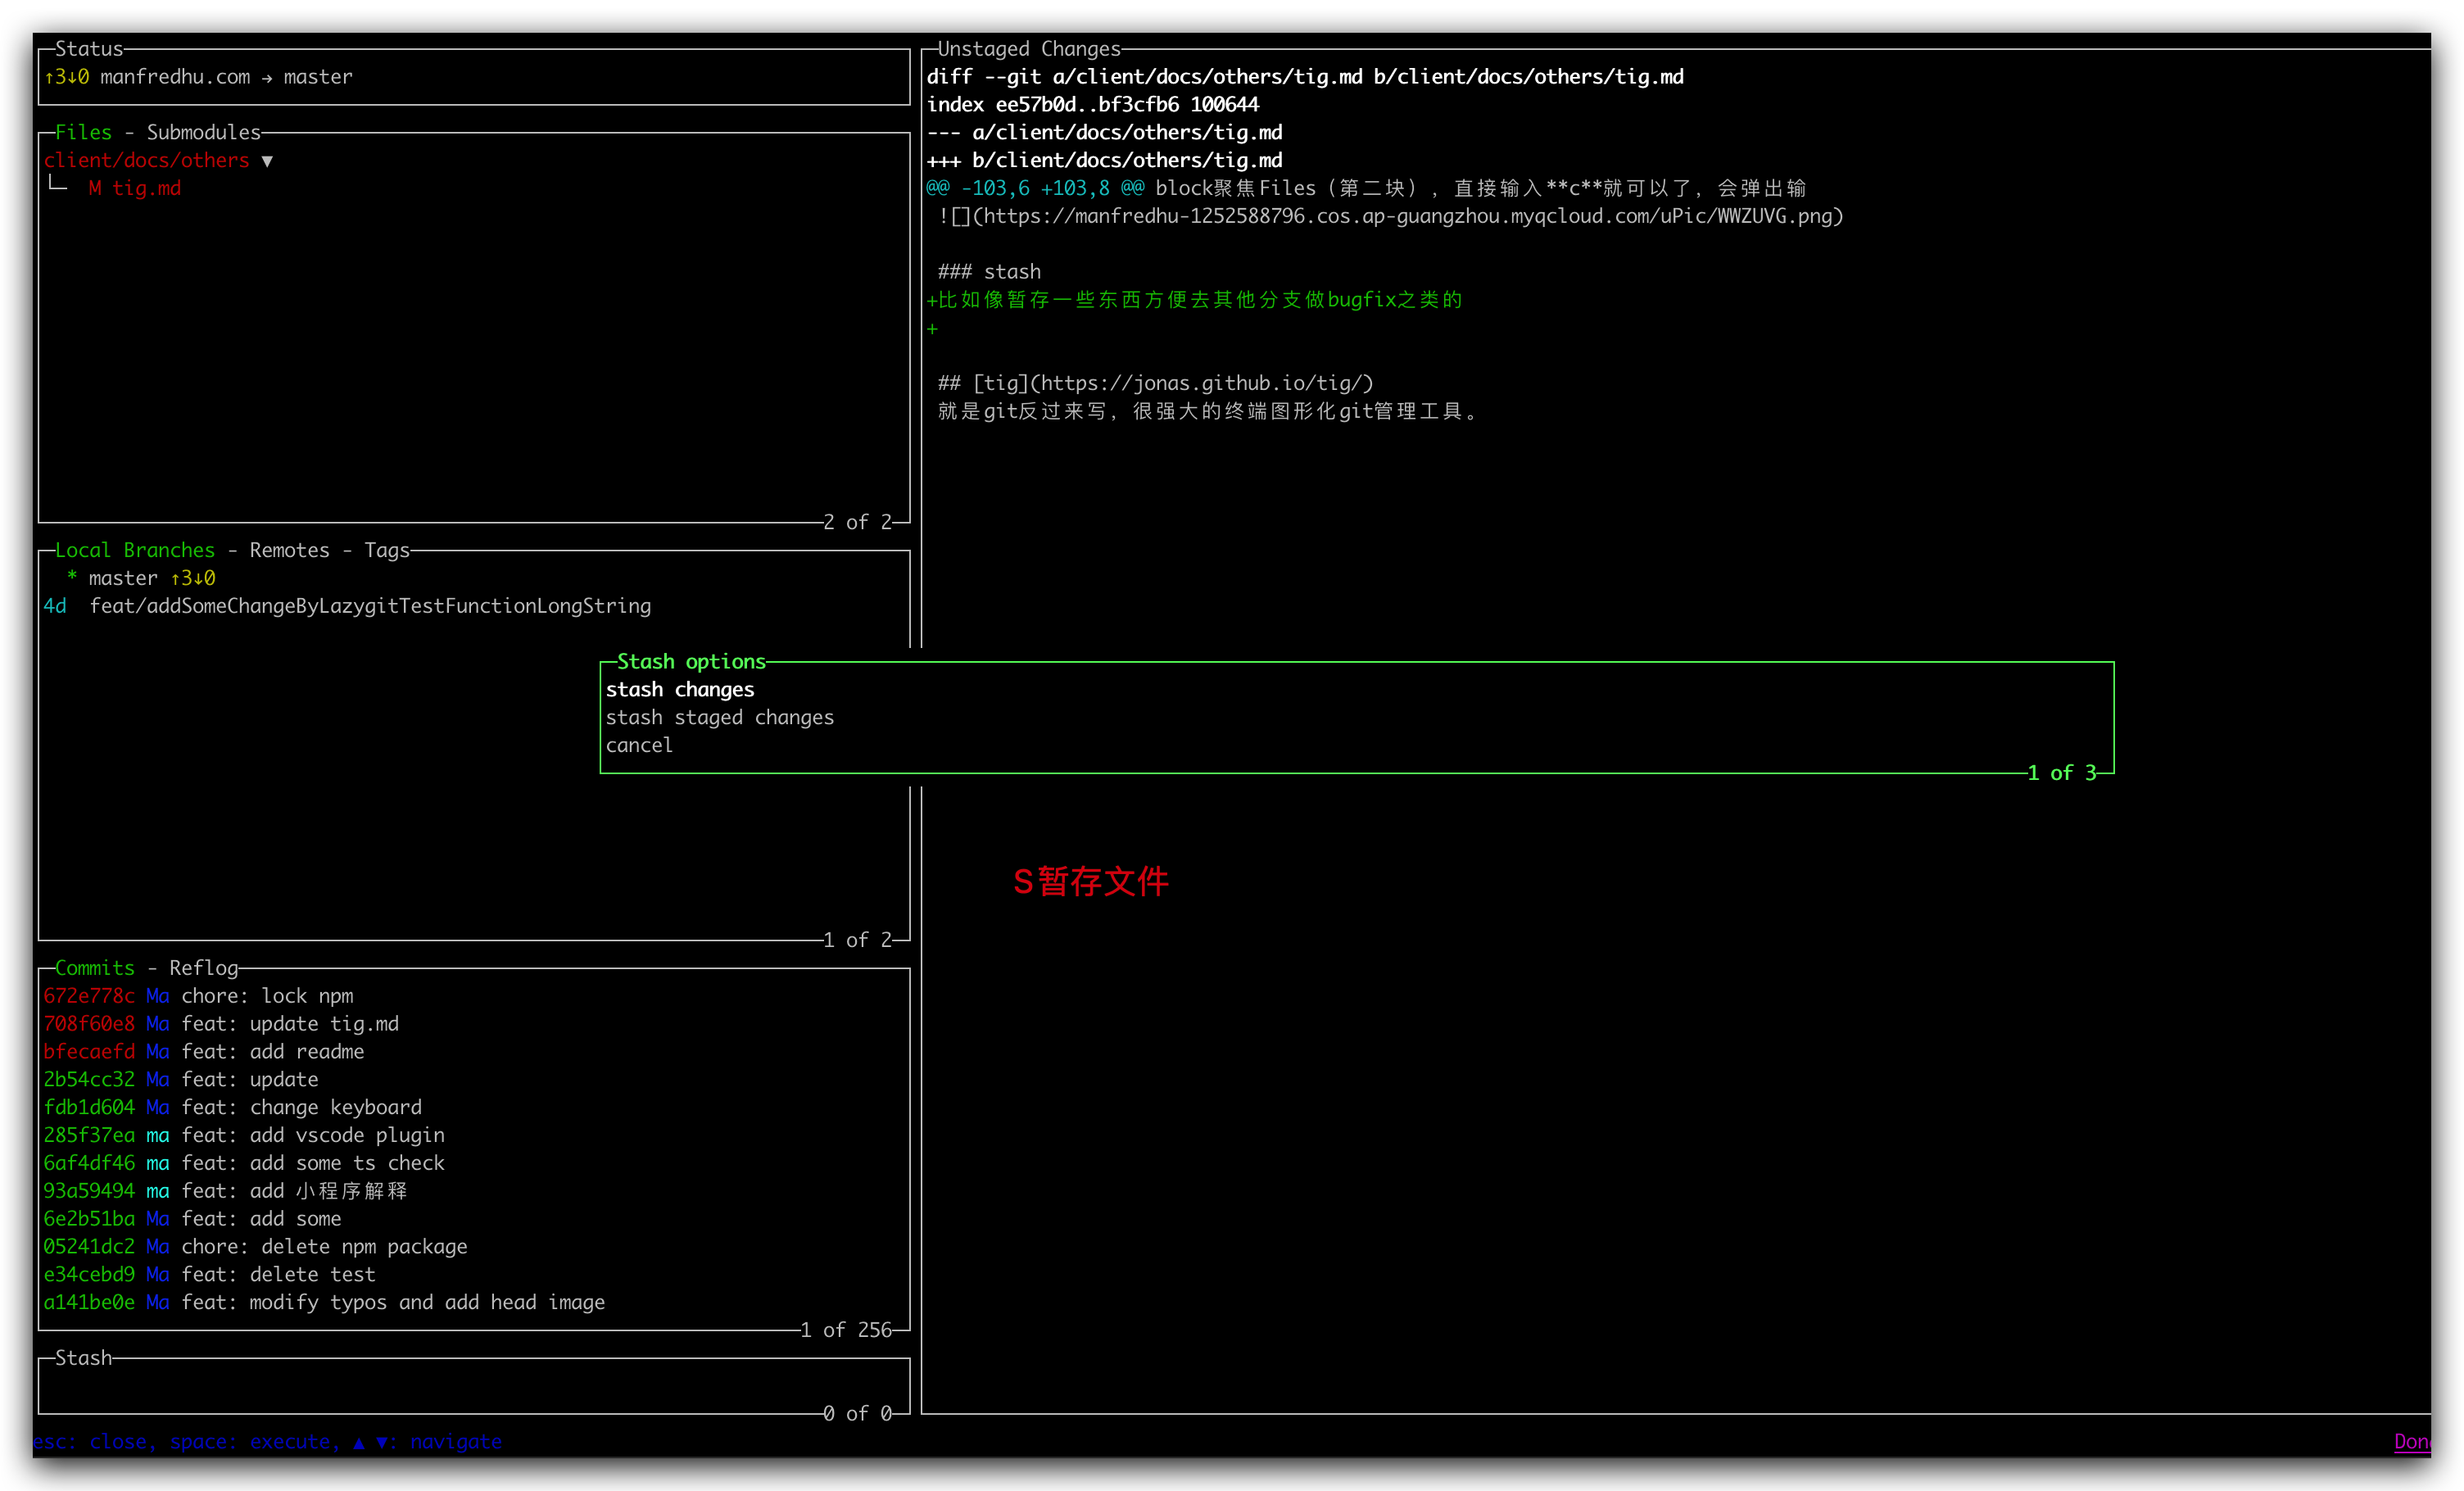 Status
↑3↓0 manfredhu.com → master
Files - Submodules
client/docs/others ▼
└─ M tig.md
2 of 2
Local Branches - Remotes - Tags
* master ↑3↓0
4d feat/addSomeChangeByLazygitTestFunctionLongString
1 of 2
Commits - Reflog
672e778c Ma chore: lock npm
708f60e8 Ma feat: update tig.md
bfecaefd Ma feat: add readme
2b54cc32 Ma feat: update
fdb1d604 Ma feat: change keyboard
285f37ea ma feat: add vscode plugin
6af4df46 ma feat: add some ts check
93a59494 ma feat: add 小程序解释
6e2b51ba Ma feat: add some
05241dc2 Ma chore: delete npm package
e34cebd9 Ma feat: delete test
a141be0e Ma feat: modify typos and add head image
1 of 256
Stash
0 of 0
Unstaged Changes
diff --git a/client/docs/others/tig.md b/client/docs/others/tig.md
index ee57b0d..bf3cfb6 100644
--- a/client/docs/others/tig.md
+++ b/client/docs/others/tig.md
@@ -103,6 +103,8 @@ block聚焦Files（第二块），直接输入**c**就可以了，会弹出输
![](https://manfredhu-1252588796.cos.ap-guangzhou.myqcloud.com/uPic/WWZUVG.png)
### stash
+比如像暂存一些东西方便去其他分支做bugfix之类的
+
## [tig](https://jonas.github.io/tig/)
就是git反过来写，很强大的终端图形化git管理工具。
Stash options
stash changes
stash staged changes
cancel
1 of 3
S暂存文件
esc: close, space: execute, ▲ ▼: navigate